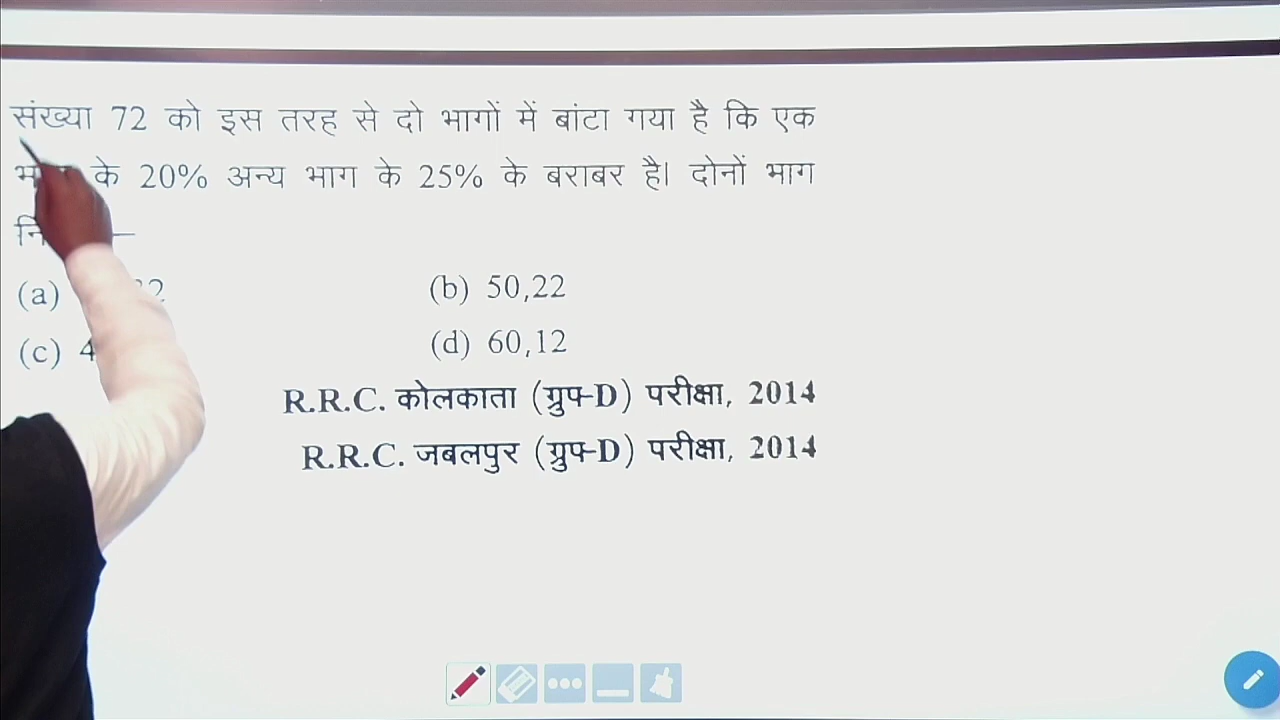 संख्या 72 को इस तरह से दो भागों में बांटा गया है कि एक
के 20% अन्य भाग के 25% के बराबर है। दोनों भाग
(a)
(b) 50,22
(c) 4
(d) 60,12
R.R.C. कोलकाता (ग्रुप-D) परीक्षा, 2014
R.R.C. जबलपुर (ग्रुप-D) परीक्षा, 2014